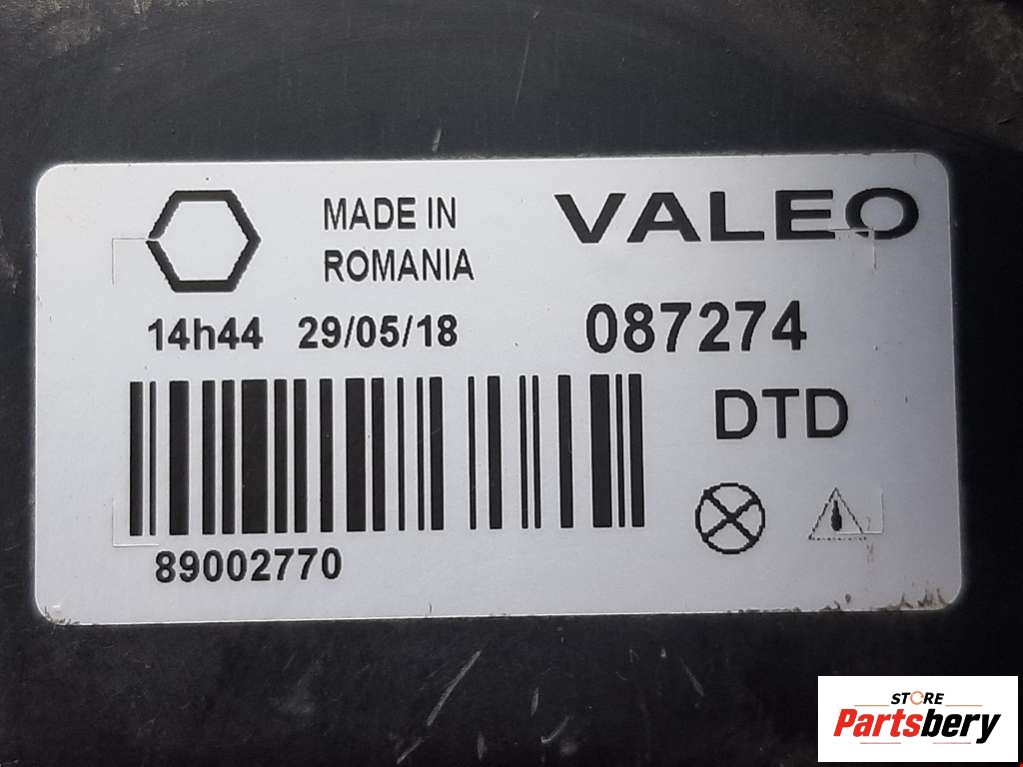 MADE IN
ROMANIA
VALEO
14h44 29/05/18
087274
DTD
89002770
STORE
Partsbery